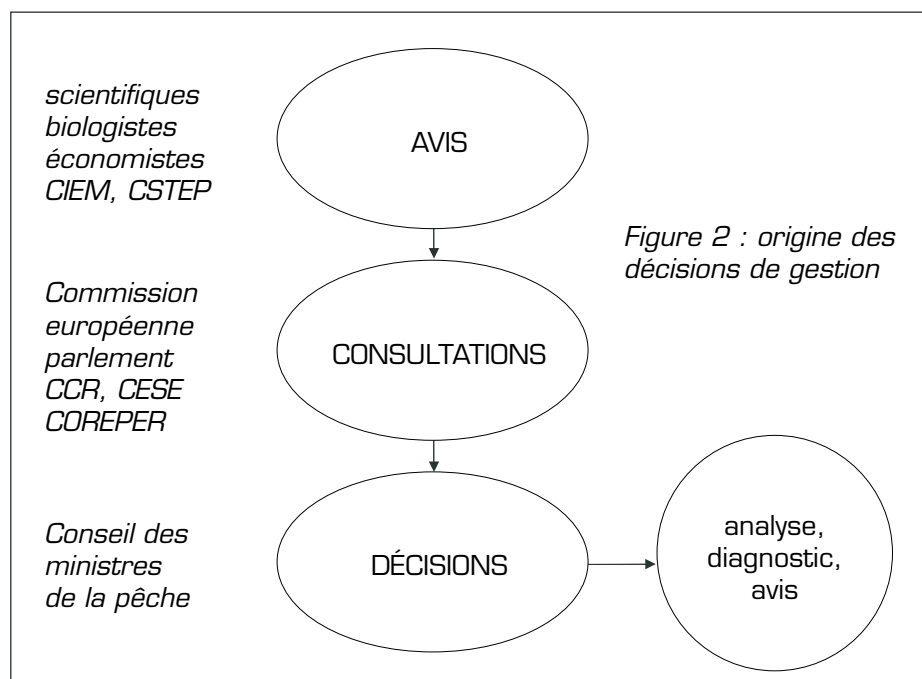 scientifiques
biologistes
économistes
CIEM, CSTEP
AVIS
Figure 2 : origine des
décisions de gestion
Commission
européenne
parlement
CCR, CESE
COREPER
CONSULTATIONS
Conseil des
ministres
de la pêche
DÉCISIONS
analyse,
diagnostic,
avis